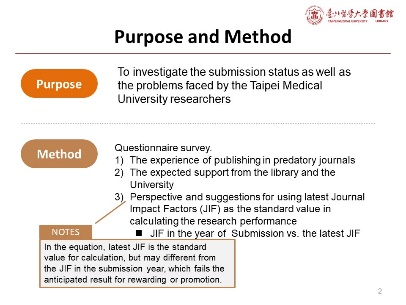 臺北醫學大學圖書館
TAIPEI MEDICAL UNIVERSITY LIBRARY
Purpose and Method
Purpose
To investigate the submission status as well as
the problems faced by the Taipei Medical
University researchers
Method
Questionnaire survey.
1) The experience of publishing in predatory journals
2) The expected support from the library and the
University
3) Perspective and suggestions for using latest Journal
Impact Factors (JIF) as the standard value in
calculating the research performance
■ JIF in the year of Submission vs. the latest JIF
NOTES
In the equation, latest JIF is the standard
value for calculation, but may different from
the JIF in the submission year, which fails the
anticipated result for rewarding or promotion.
2